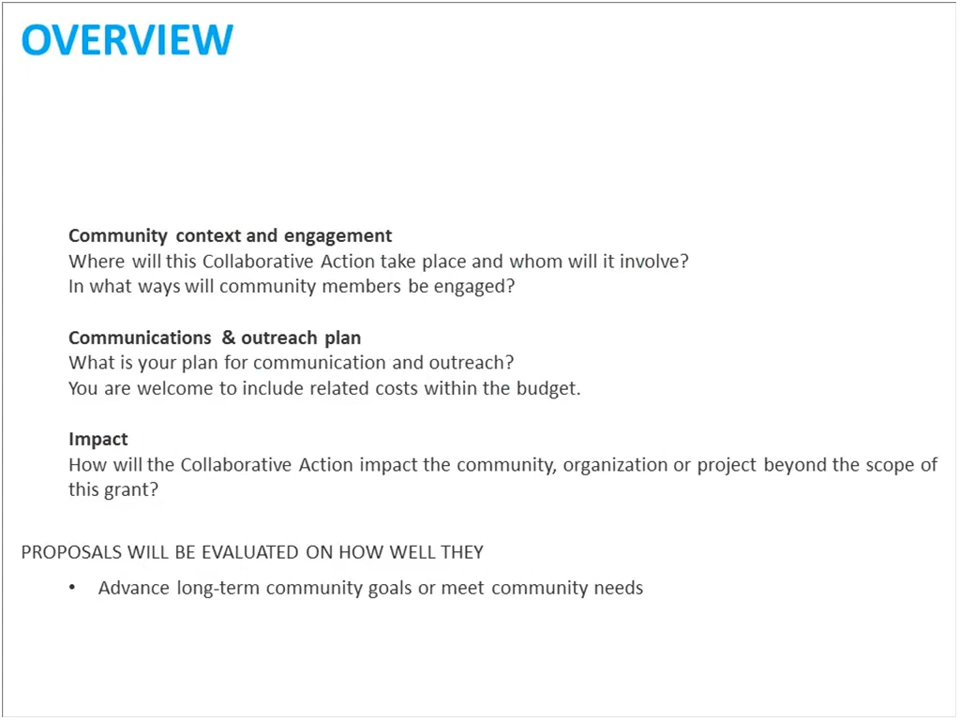 OVERVIEW
Community context and engagement
Where will this Collaborative Action take place and whom will it involve?
In what ways will community members be engaged?
Communications & outreach plan
What is your plan for communication and outreach?
You are welcome to include related costs within the budget.
Impact
How will the Collaborative Action impact the community, organization or project beyond the scope of
this grant?
PROPOSALS WILL BE EVALUATED ON HOW WELL THEY
• Advance long-term community goals or meet community needs